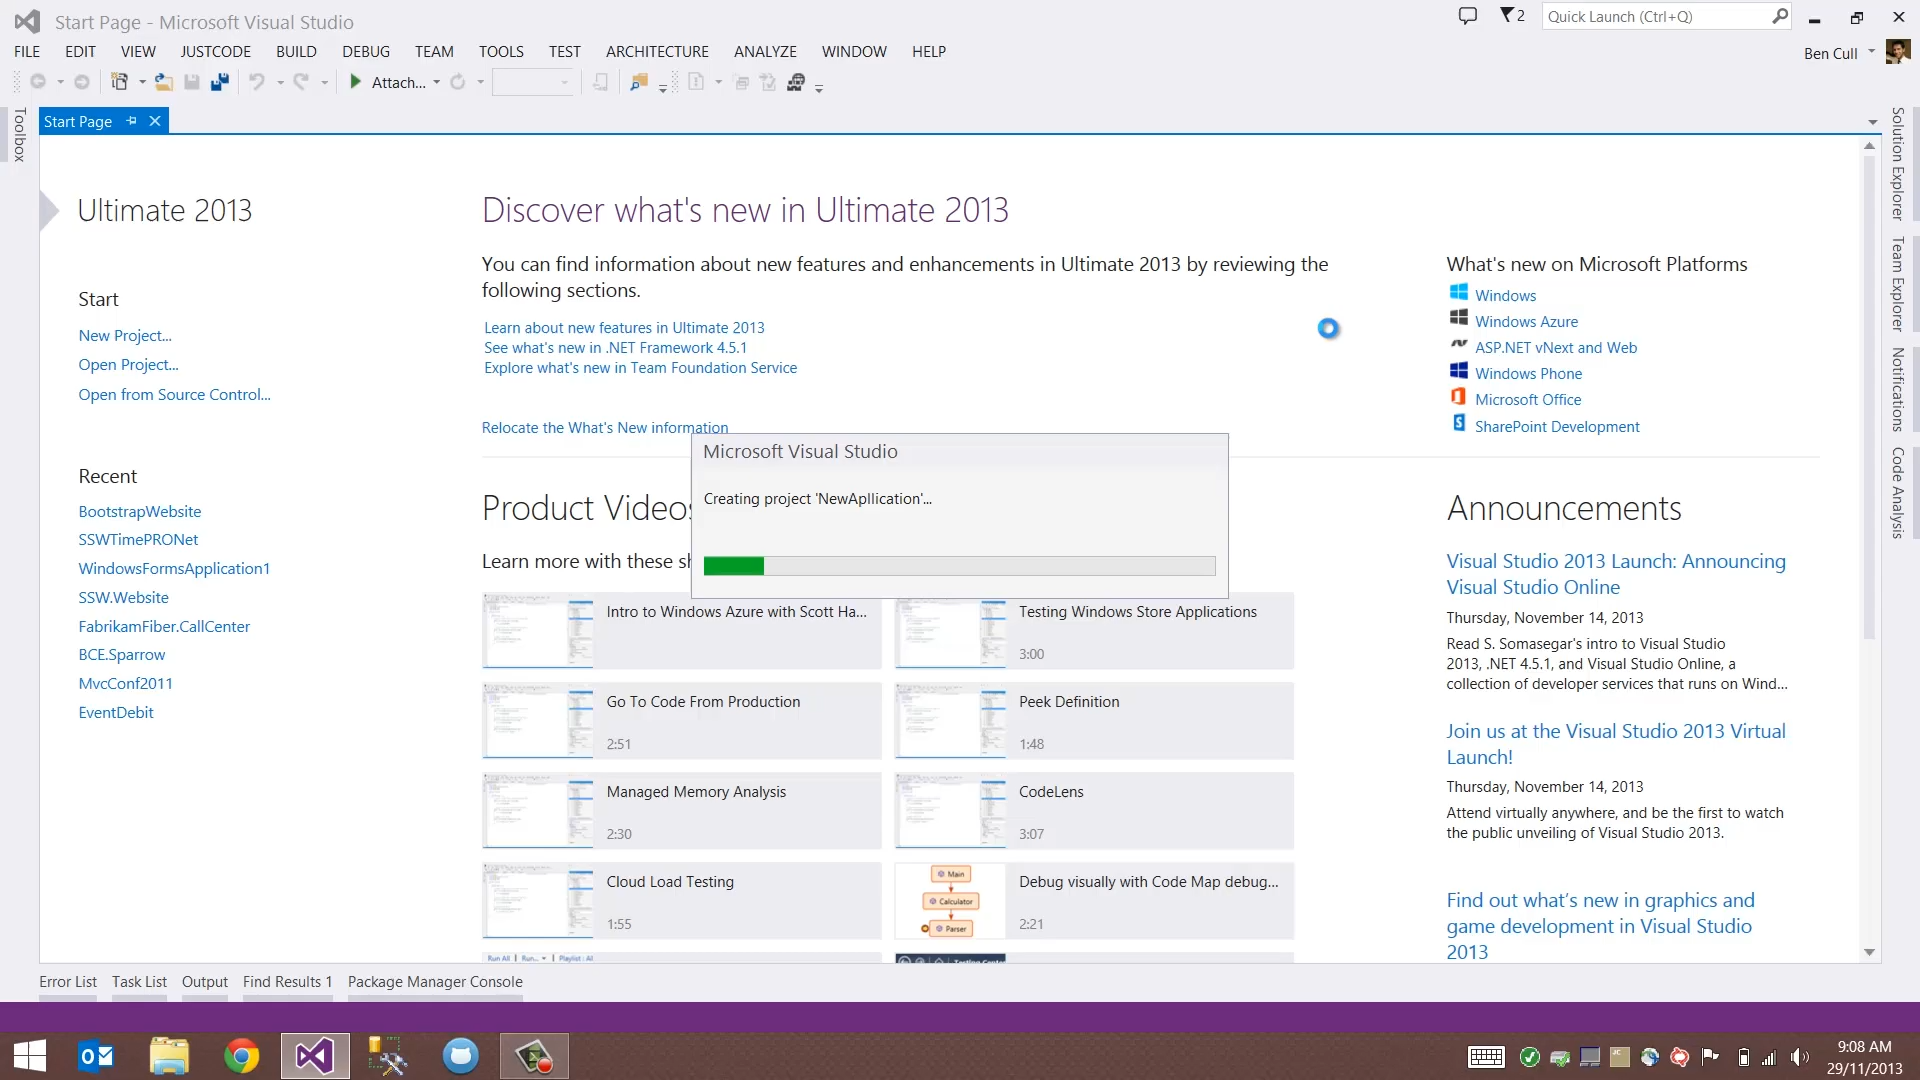 Start Page - Microsoft Visual Studio
2
Quick Launch (Ctrl+Q)
FILE EDIT VIEW JUSTCODE BUILD DEBUG TEAM TOOLS TEST ARCHITECTURE ANALYZE WINDOW HELP
Ben Cull
Attach...
Start Page
Toolbox
Solution Explorer
Team Explorer
Notifications
Code Analysis
Ultimate 2013
Start
New Project...
Open Project...
Open from Source Control...
Recent
BootstrapWebsite
SSWTimePRONet
WindowsFormsApplication1
SSW.Website
FabrikamFiber.CallCenter
BCE.Sparrow
MvcConf2011
EventDebit
Discover what's new in Ultimate 2013
You can find information about new features and enhancements in Ultimate 2013 by reviewing the
following sections.
Learn about new features in Ultimate 2013
See what's new in .NET Framework 4.5.1
Explore what's new in Team Foundation Service
Relocate the What's New information
Microsoft Visual Studio
Creating project 'NewApllication'...
Product Videos
Learn more with these sh
Intro to Windows Azure with Scott Ha...
Testing Windows Store Applications
3:00
Go To Code From Production
2:51
Peek Definition
1:48
Managed Memory Analysis
2:30
CodeLens
3:07
Cloud Load Testing
1:55
Main
Calculator
Parser
Debug visually with Code Map debug...
2:21
Run All Run... Playlist : All
Testing Center
What's new on Microsoft Platforms
Windows
Windows Azure
ASP.NET vNext and Web
Windows Phone
Microsoft Office
SharePoint Development
Announcements
Visual Studio 2013 Launch: Announcing
Visual Studio Online
Thursday, November 14, 2013
Read S. Somasegar's intro to Visual Studio
2013, .NET 4.5.1, and Visual Studio Online, a
collection of developer services that runs on Wind...
Join us at the Visual Studio 2013 Virtual
Launch!
Thursday, November 14, 2013
Attend virtually anywhere, and be the first to watch
the public unveiling of Visual Studio 2013.
Find out what's new in graphics and
game development in Visual Studio
2013
Error List Task List Output Find Results 1 Package Manager Console
9:08 AM
29/11/2013